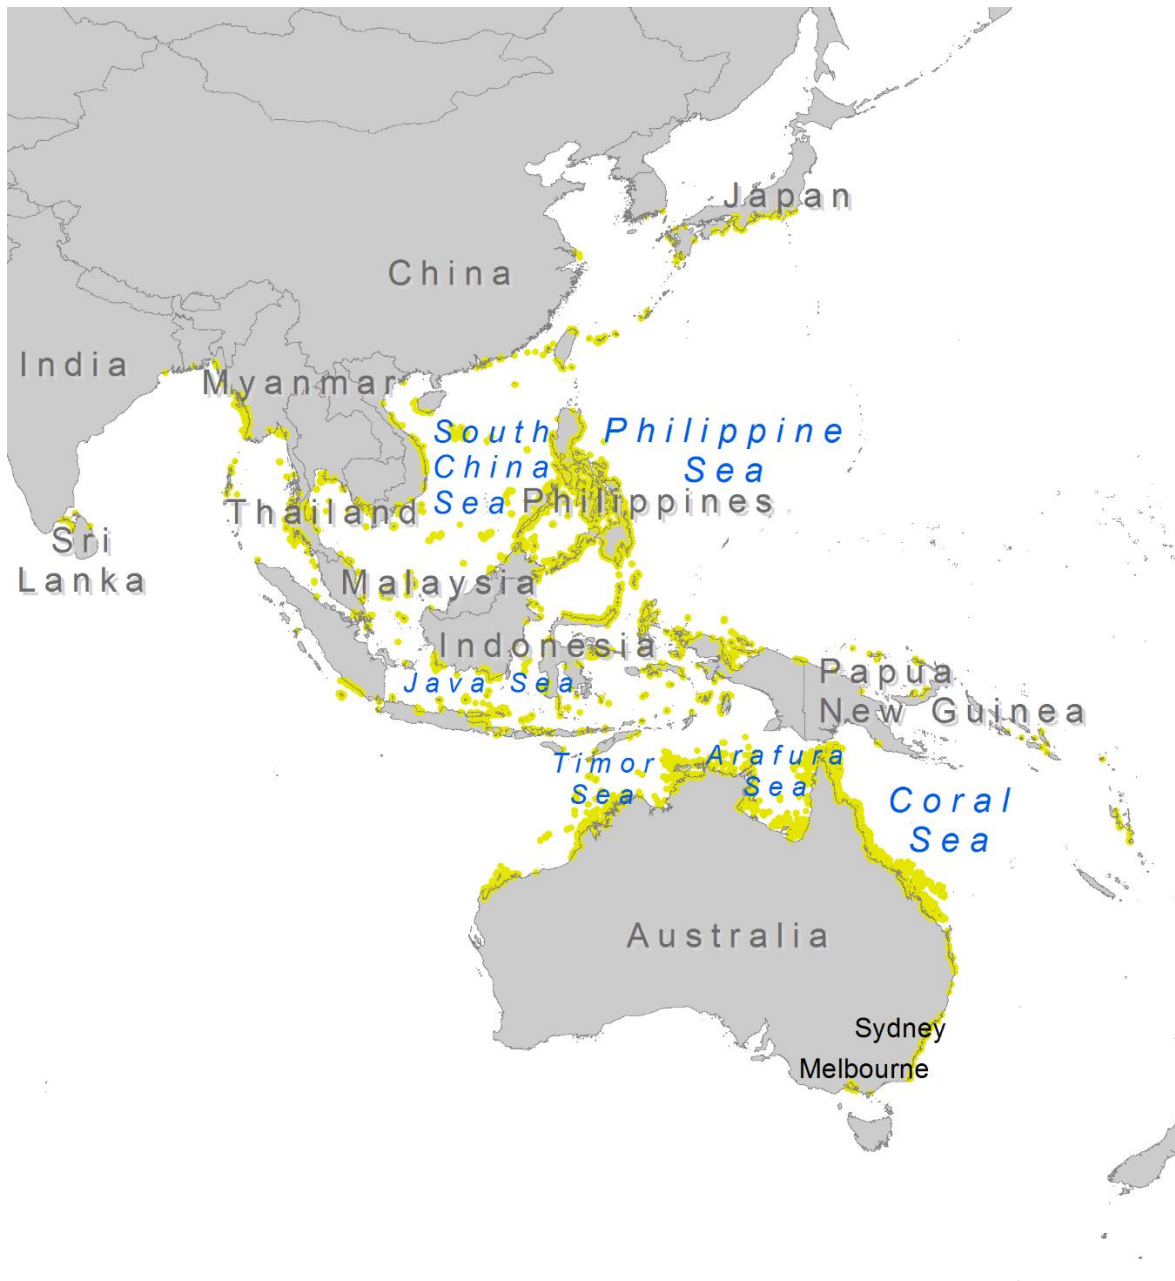 Japan
China
India
Myanmar
South
China
Sea
Philippine
Sea
Philippines
Thailand
Sri
Lanka
Malaysia
Indonesia
Java Sea
Papua
New Guinea
Timor
Sea
Arafura
Sea
Coral
Sea
Australia
Sydney
Melbourne